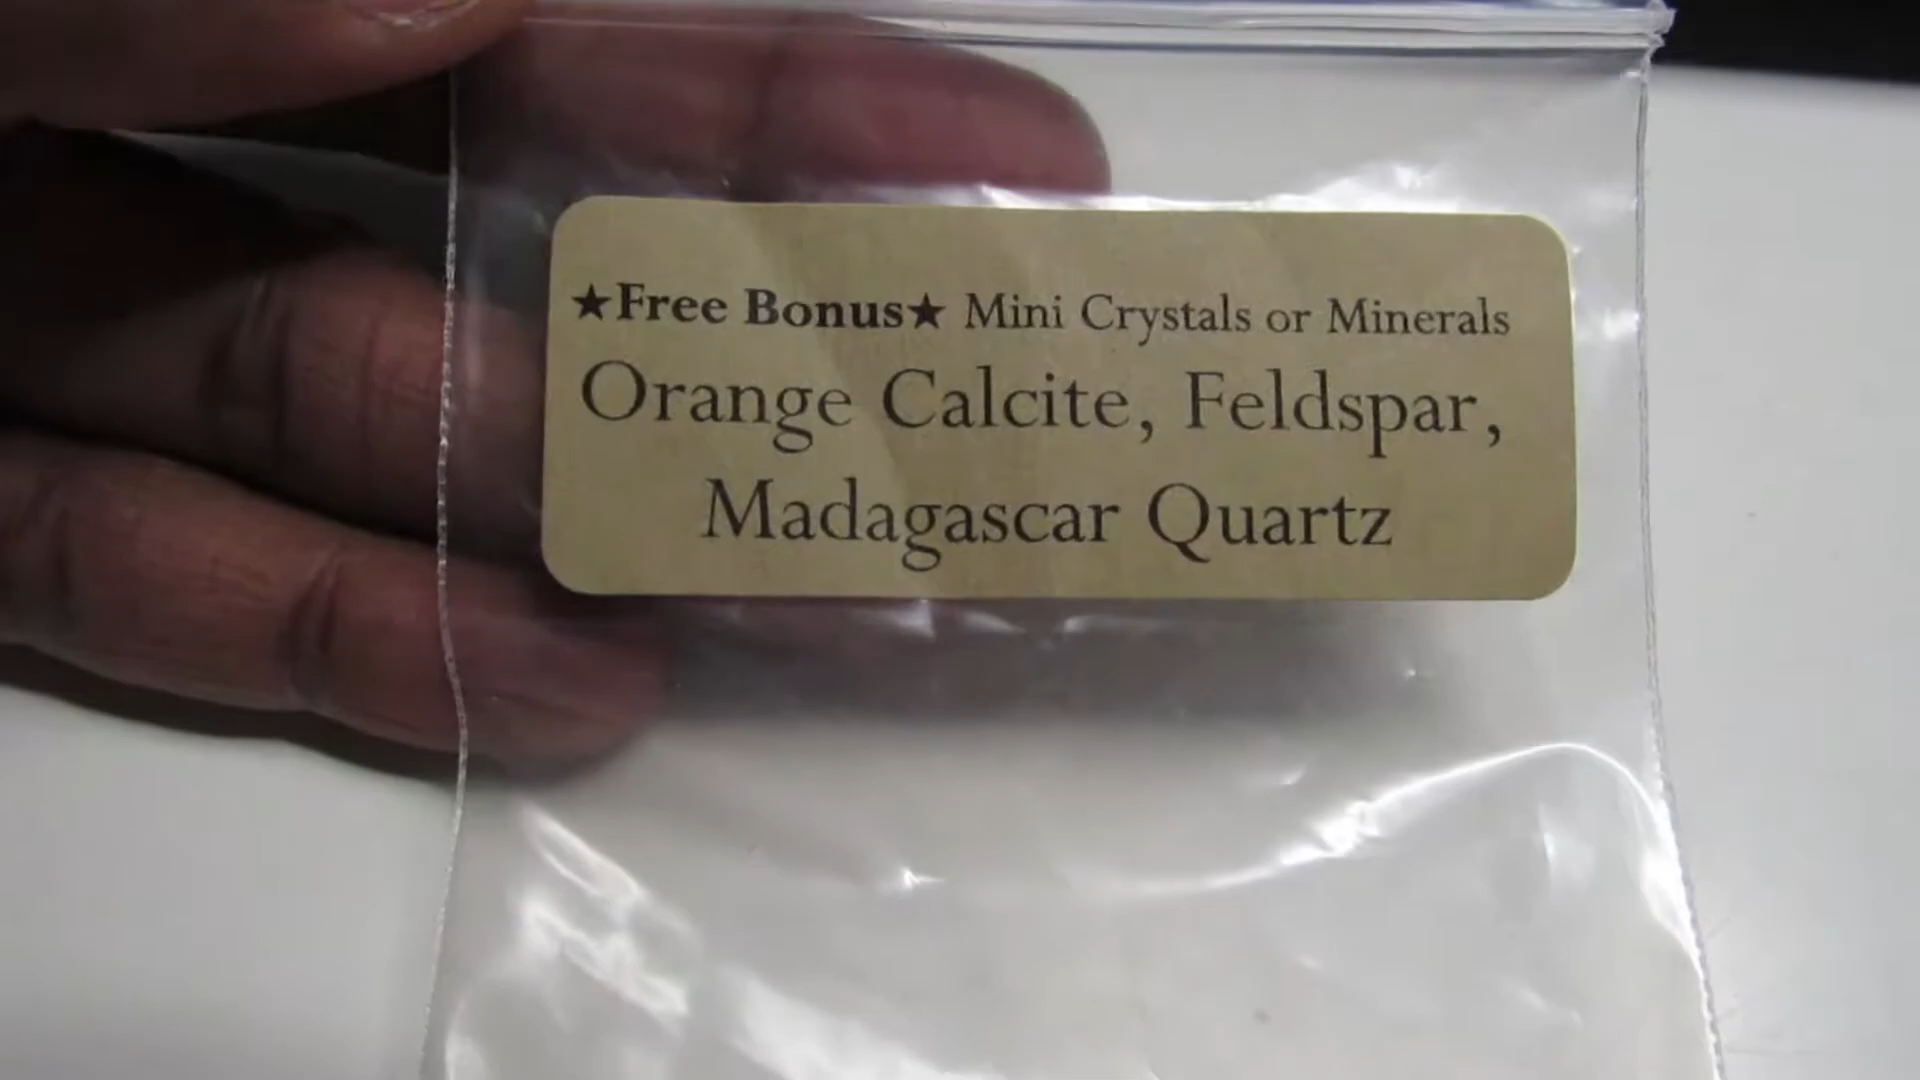 ★Free Bonus★ Mini Crystals or Minerals
Orange Calcite, Feldspar,
Madagascar Quartz